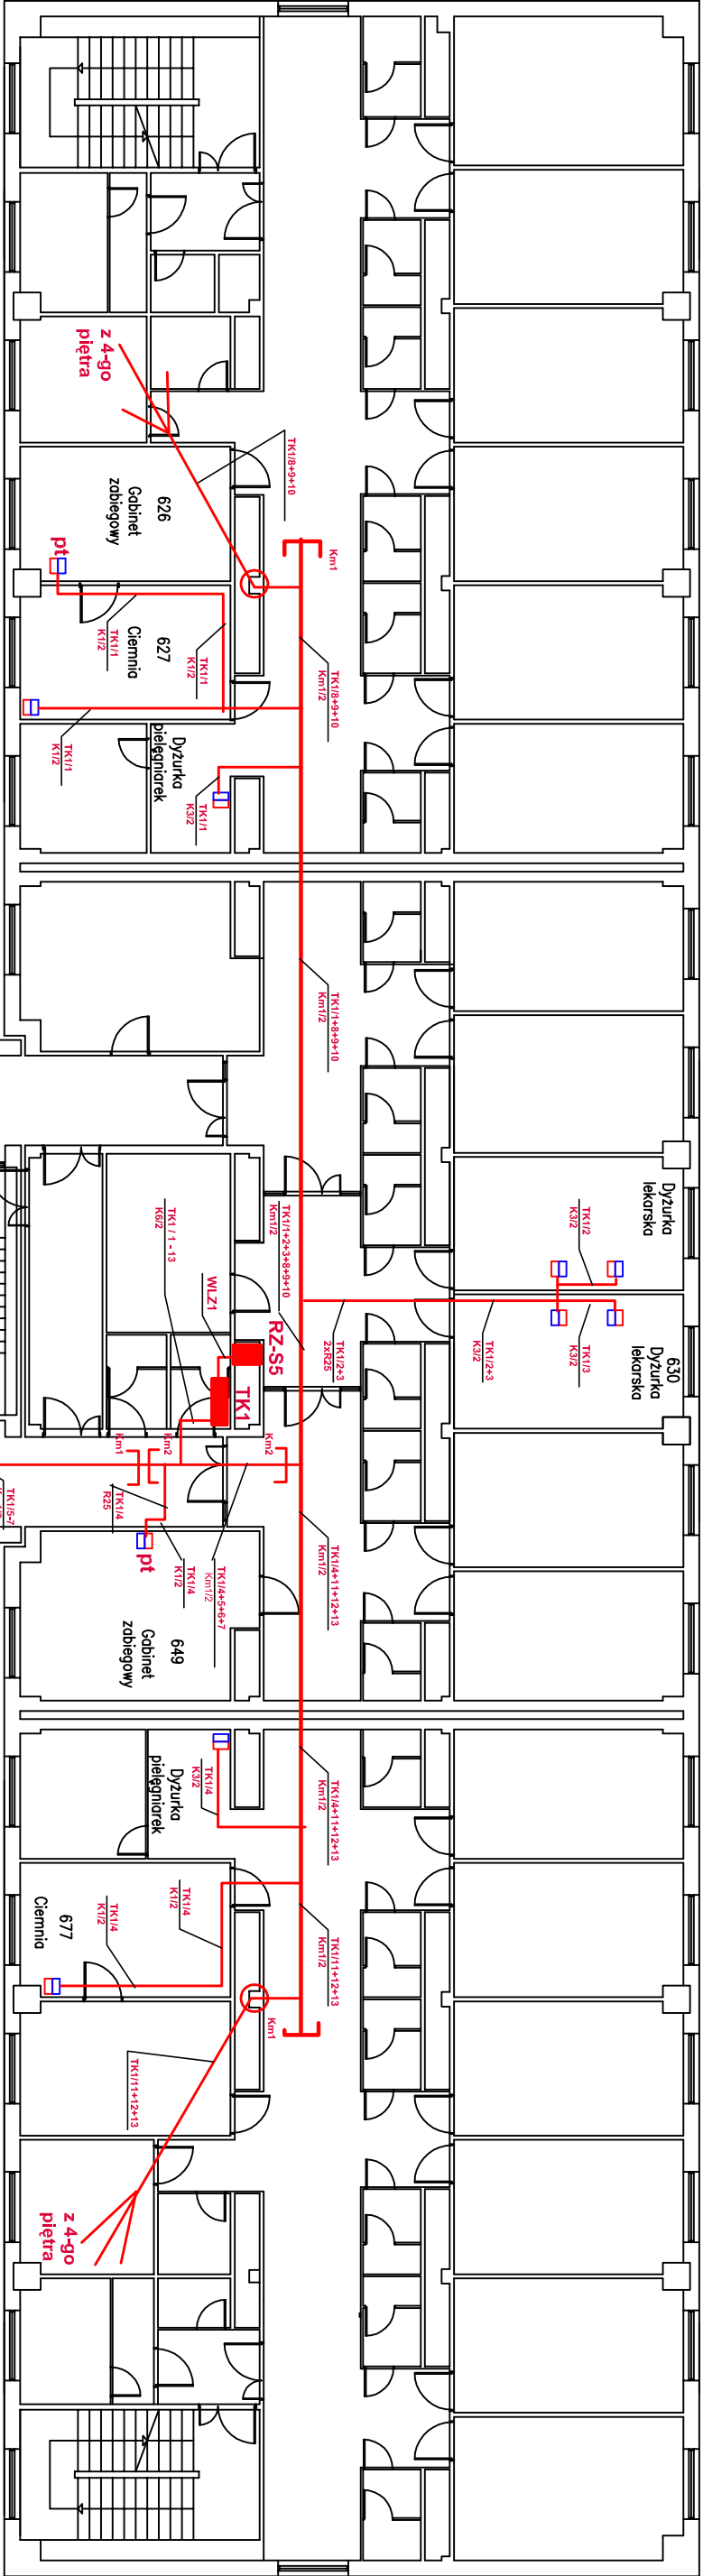 z 4-go
piętra
TK1/8+9+10
626
Gabinet
zabiegowy
pt
Km1
627
Ciemnia
TK1/1
K1/2
TK1/1
K1/2
TK1/8+9+10
Km1/2
TK1/1
K1/2
Dyżurka
pielęgniarek
TK1/1
K3/2
TK1/1+8+9+10
Km1/2
Dyżurka
lekarska
TK1/2
K3/2
TK1 / 1 - 13
K6/2
TK1/1+2+3+8+9+10
Km1/2
WLZ1
RZ-S5
TK1
TK1/2+3
2xR25
TK1/2+3
K3/2
TK1/3
K3/2
630
Dyżurka
lekarska
Km1
Km2
Km2
TK1/5-7
TK1/4
R25
pt
TK1/4
K1/2
TK1/4+5+6+7
Km1/2
TK1/4+11+12+13
Km1/2
649
Gabinet
zabiegowy
Dyżurka
pielęgniarek
TK1/4
K3/2
TK1/4+11+12+13
Km1/2
677
Ciemnia
TK1/4
K1/2
TK1/4
K1/2
TK1/11+12+13
Km1/2
Km1
TK1/11+12+13
z 4-go
piętra